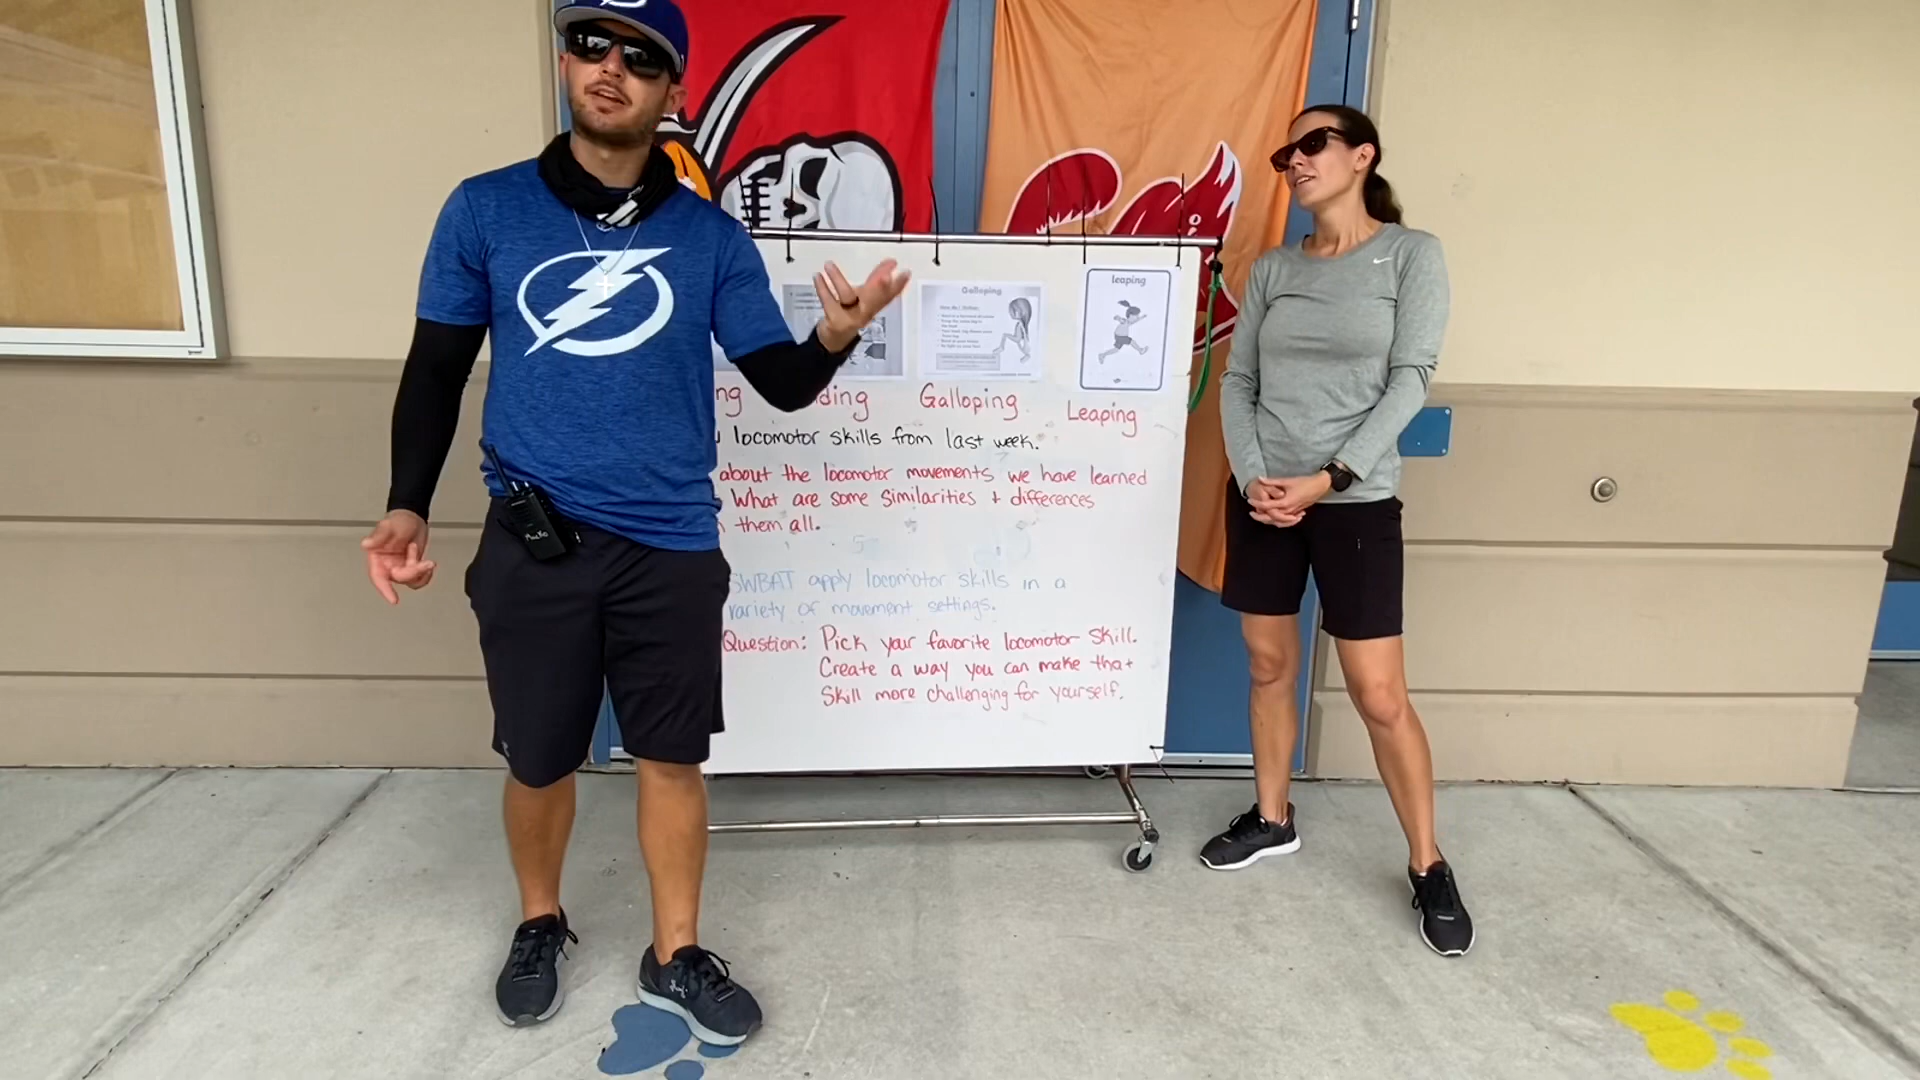 Galloping
leaping
Galloping
Leaping
locomotor skills from last week.
about the locomotor movements we have learned
What are some similarities + differences
them all.
SWBAT apply locomotor skills in a
variety of movement settings.
Question: Pick your favorite locomotor skill.
Create a way you can make that
skill more challenging for yourself.